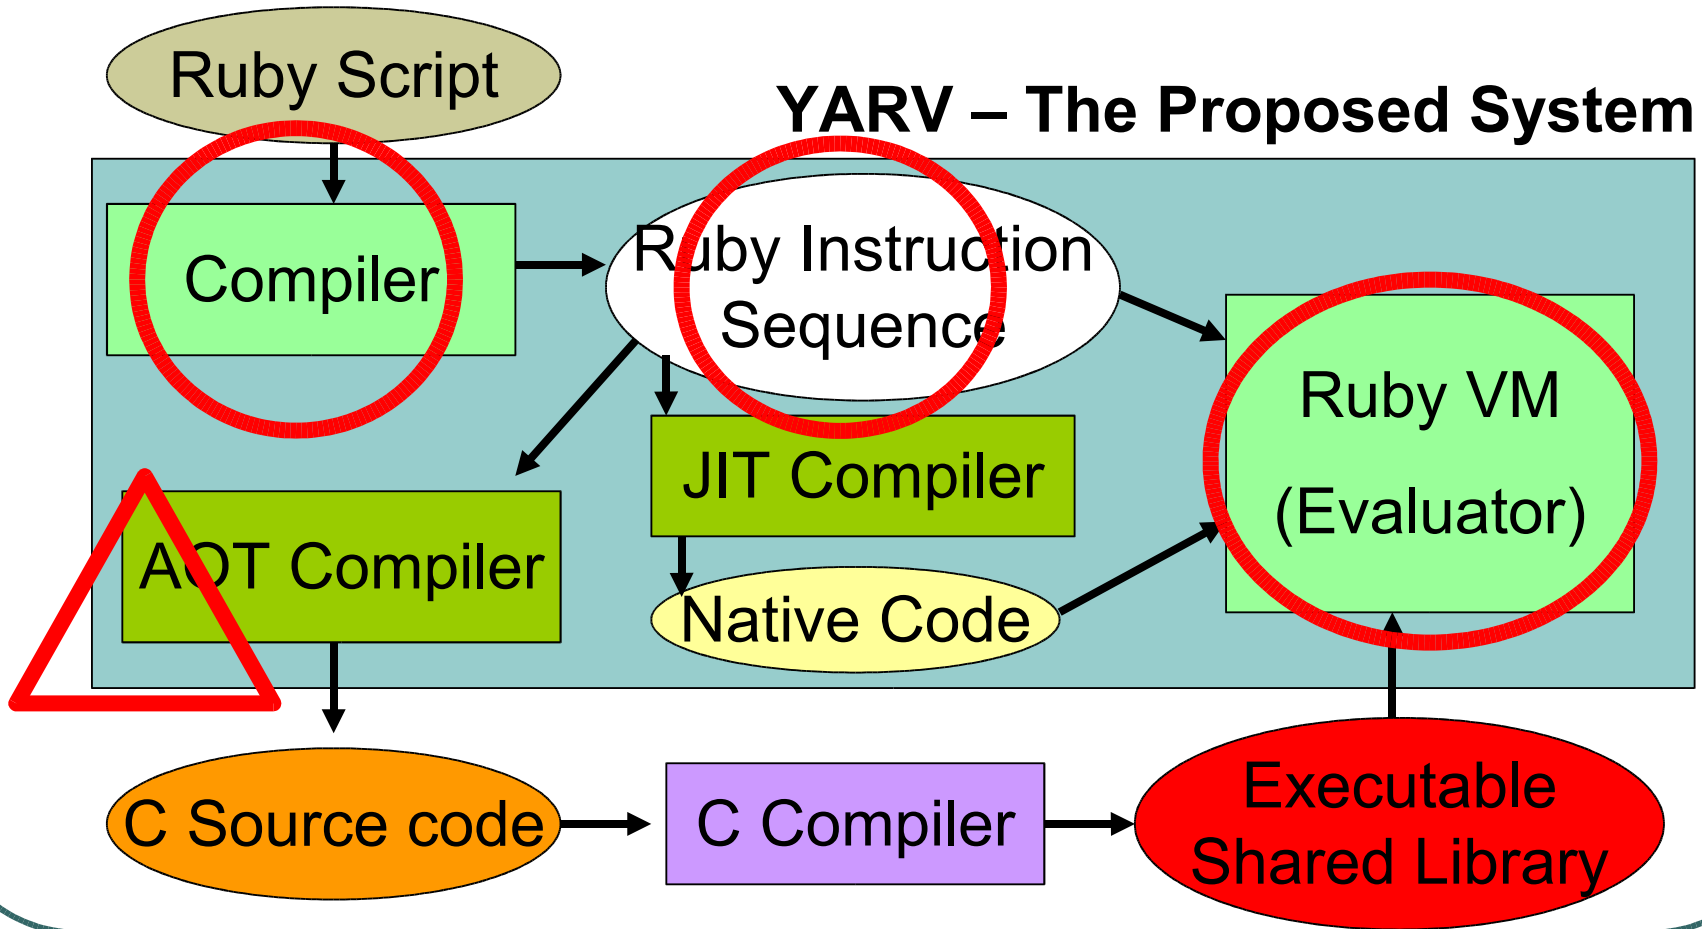 Ruby Script
YARV – The Proposed System
Compiler
Ruby Instruction
Sequence
Ruby VM
(Evaluator)
JIT Compiler
AOT Compiler
Native Code
C Source code
C Compiler
Executable
Shared Library